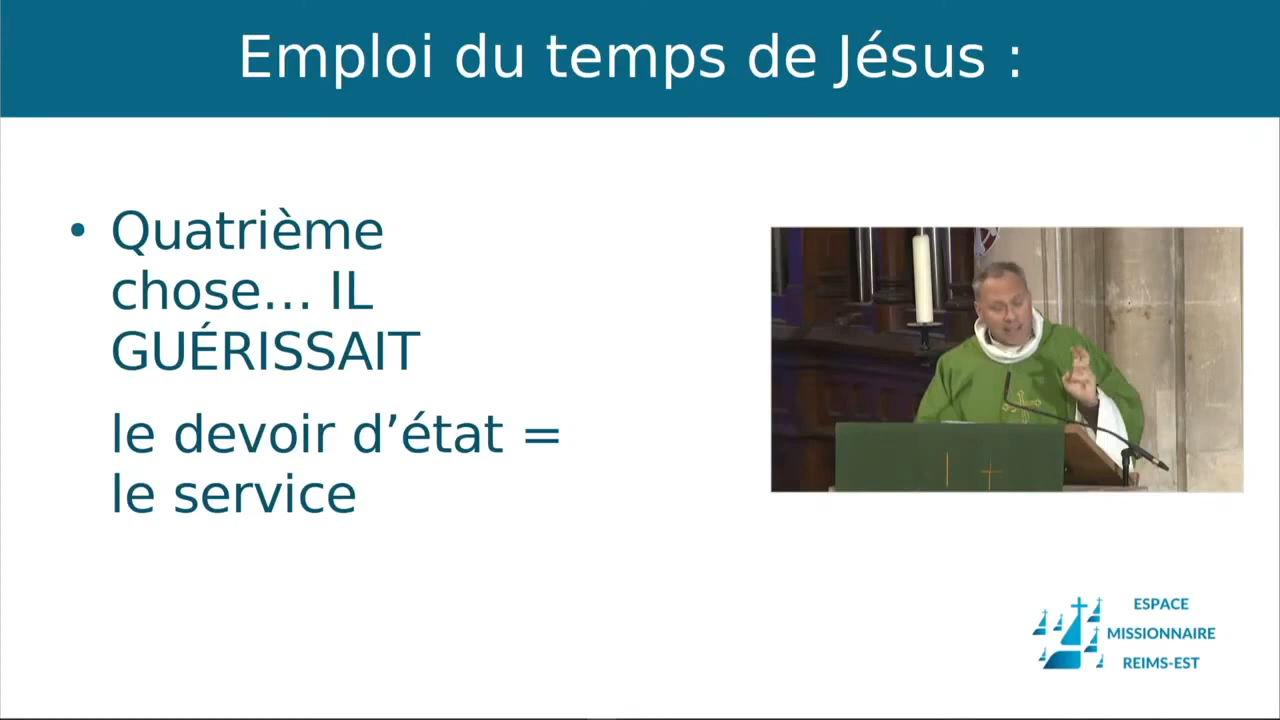 Emploi du temps de Jésus :
• Quatrième
chose… IL
GUÉRISSAIT
le devoir d’état =
le service
ESPACE
MISSIONNAIRE
REIMS-EST